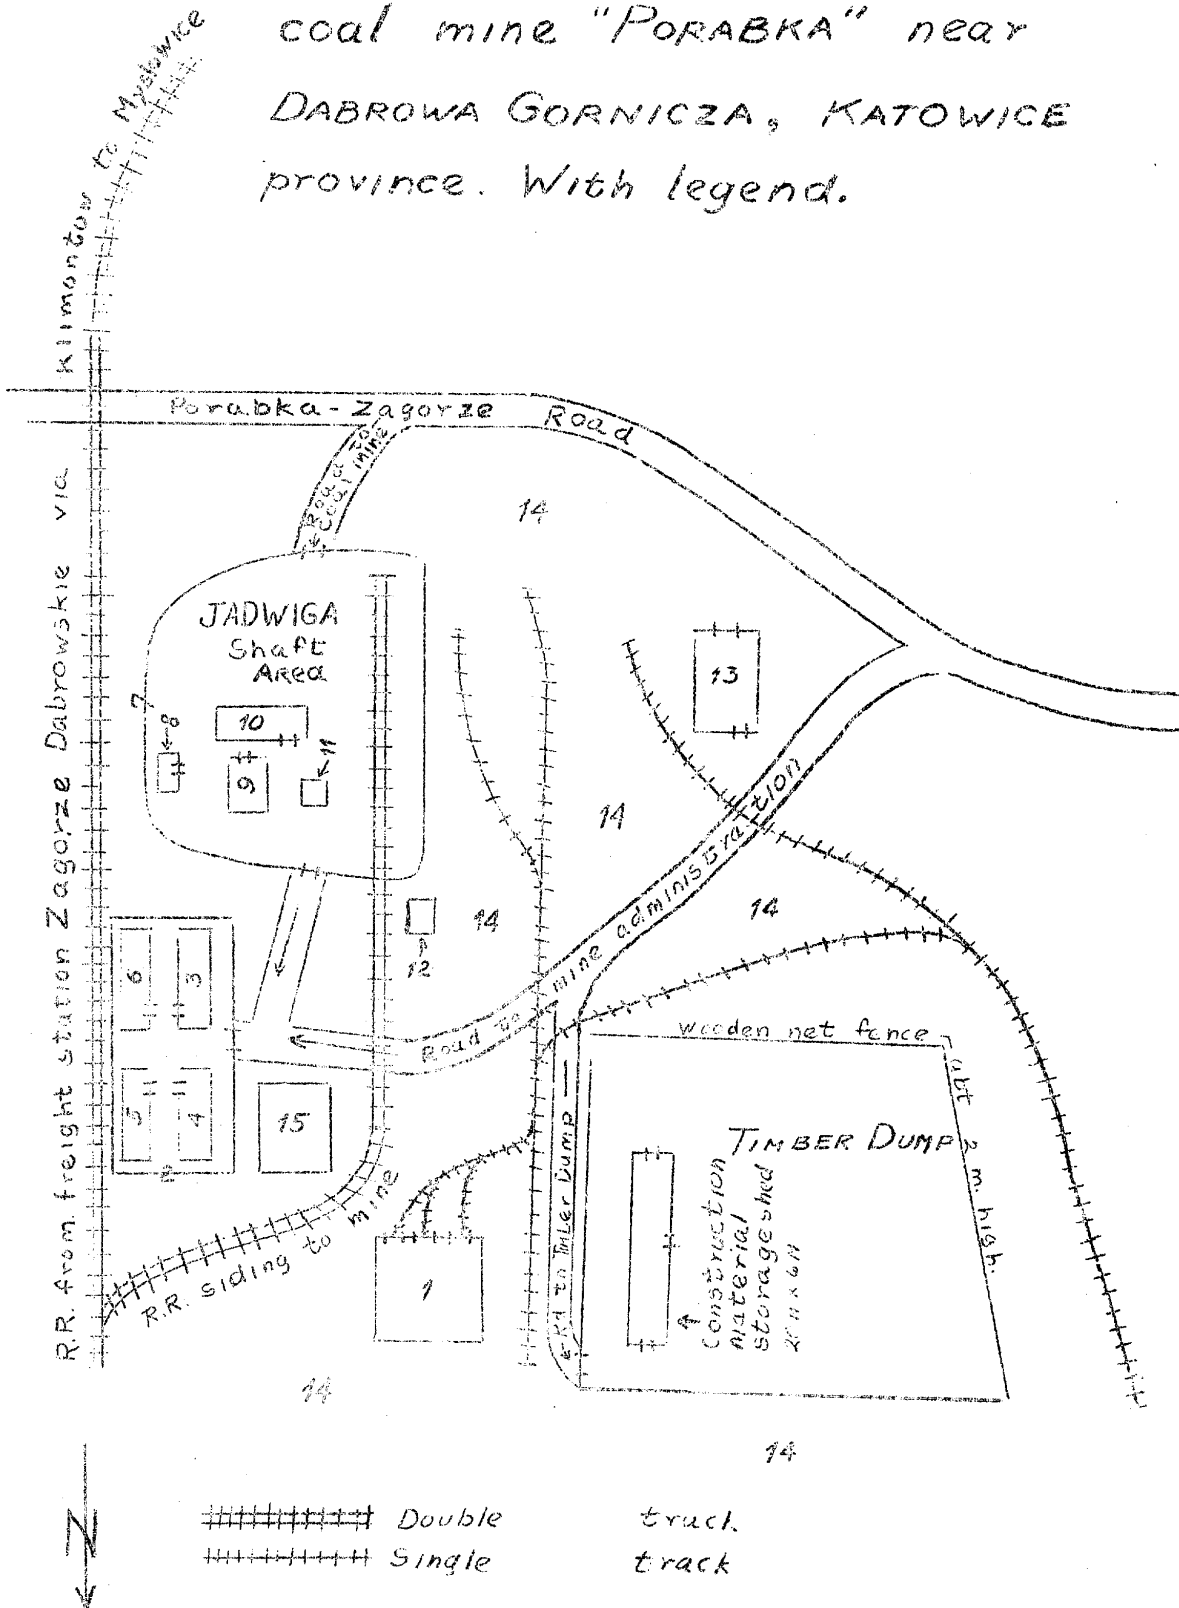 coal mine "PORABKA" near
DABROWA GORNICZA, KATOWICE
province. With legend.
R.R. from freight station Zagorze Dabrowskie via Klimontow to Myslowice
Porabka-Zagorze Road
Road to
Coal mine
14
JADWIGA
Shaft
Area
7
8
10
9
11
13
14
14
14
12
6
3
5
4
2
15
Road to mine administration
wooden net fence
abt 2 m. high.
TIMBER DUMP
Construction
material
storage shed
Rd to Timber Dump
R.R. siding to mine
1
14
14
N
Double track
Single track